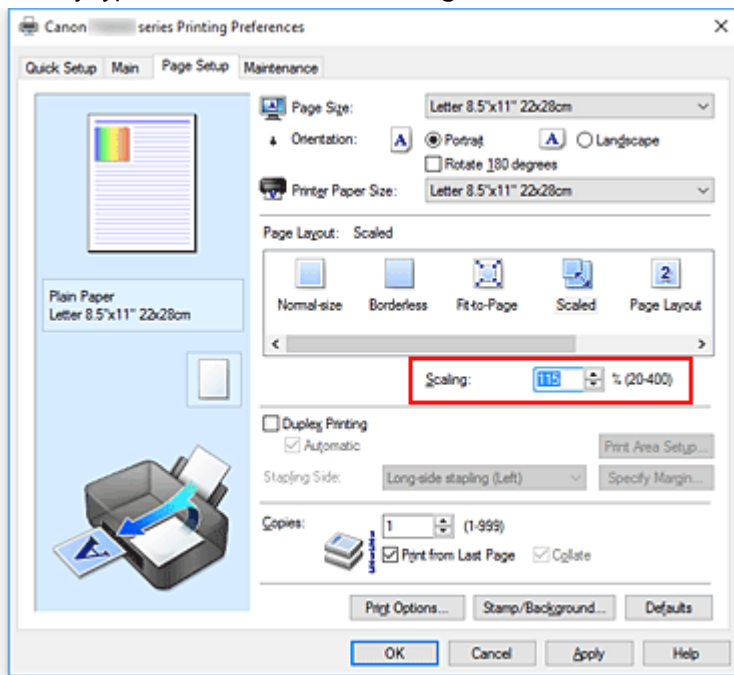 Canon series Printing Preferences
Quick Setup Main Page Setup Maintenance
Page Size: Letter 8.5"x11" 22x28cm
Orientation: A Portrait A Landscape
Rotate 180 degrees
Printer Paper Size: Letter 8.5"x11" 22x28cm
Page Layout: Scaled
Normal-size Borderless Fit-to-Page Scaled 2 Page Layout
Plain Paper
Letter 8.5"x11" 22x28cm
Scaling: 115 % (20-400)
Duplex Printing
Automatic Print Area Setup...
Stapling Side: Long-side stapling (Left) Specify Margin...
Copies: 1 (1-999)
Print from Last Page Collate
A
Print Options... Stamp/Background... Defaults
OK Cancel Apply Help